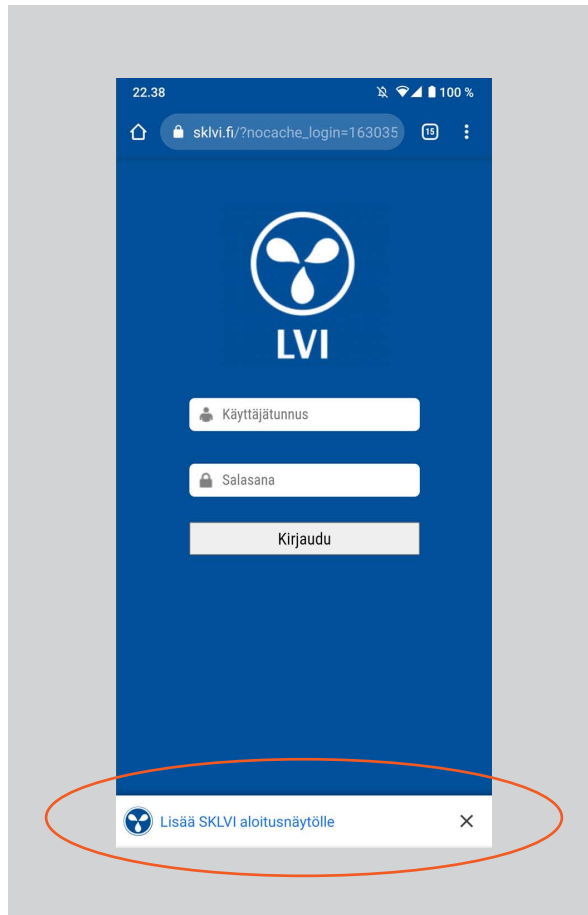 22.38 100 %
sklvi.fi/?nocache_login=163035 15
LVI
Käyttäjätunnus
Salasana
Kirjaudu
Lisää SKLVI aloitusnäytölle